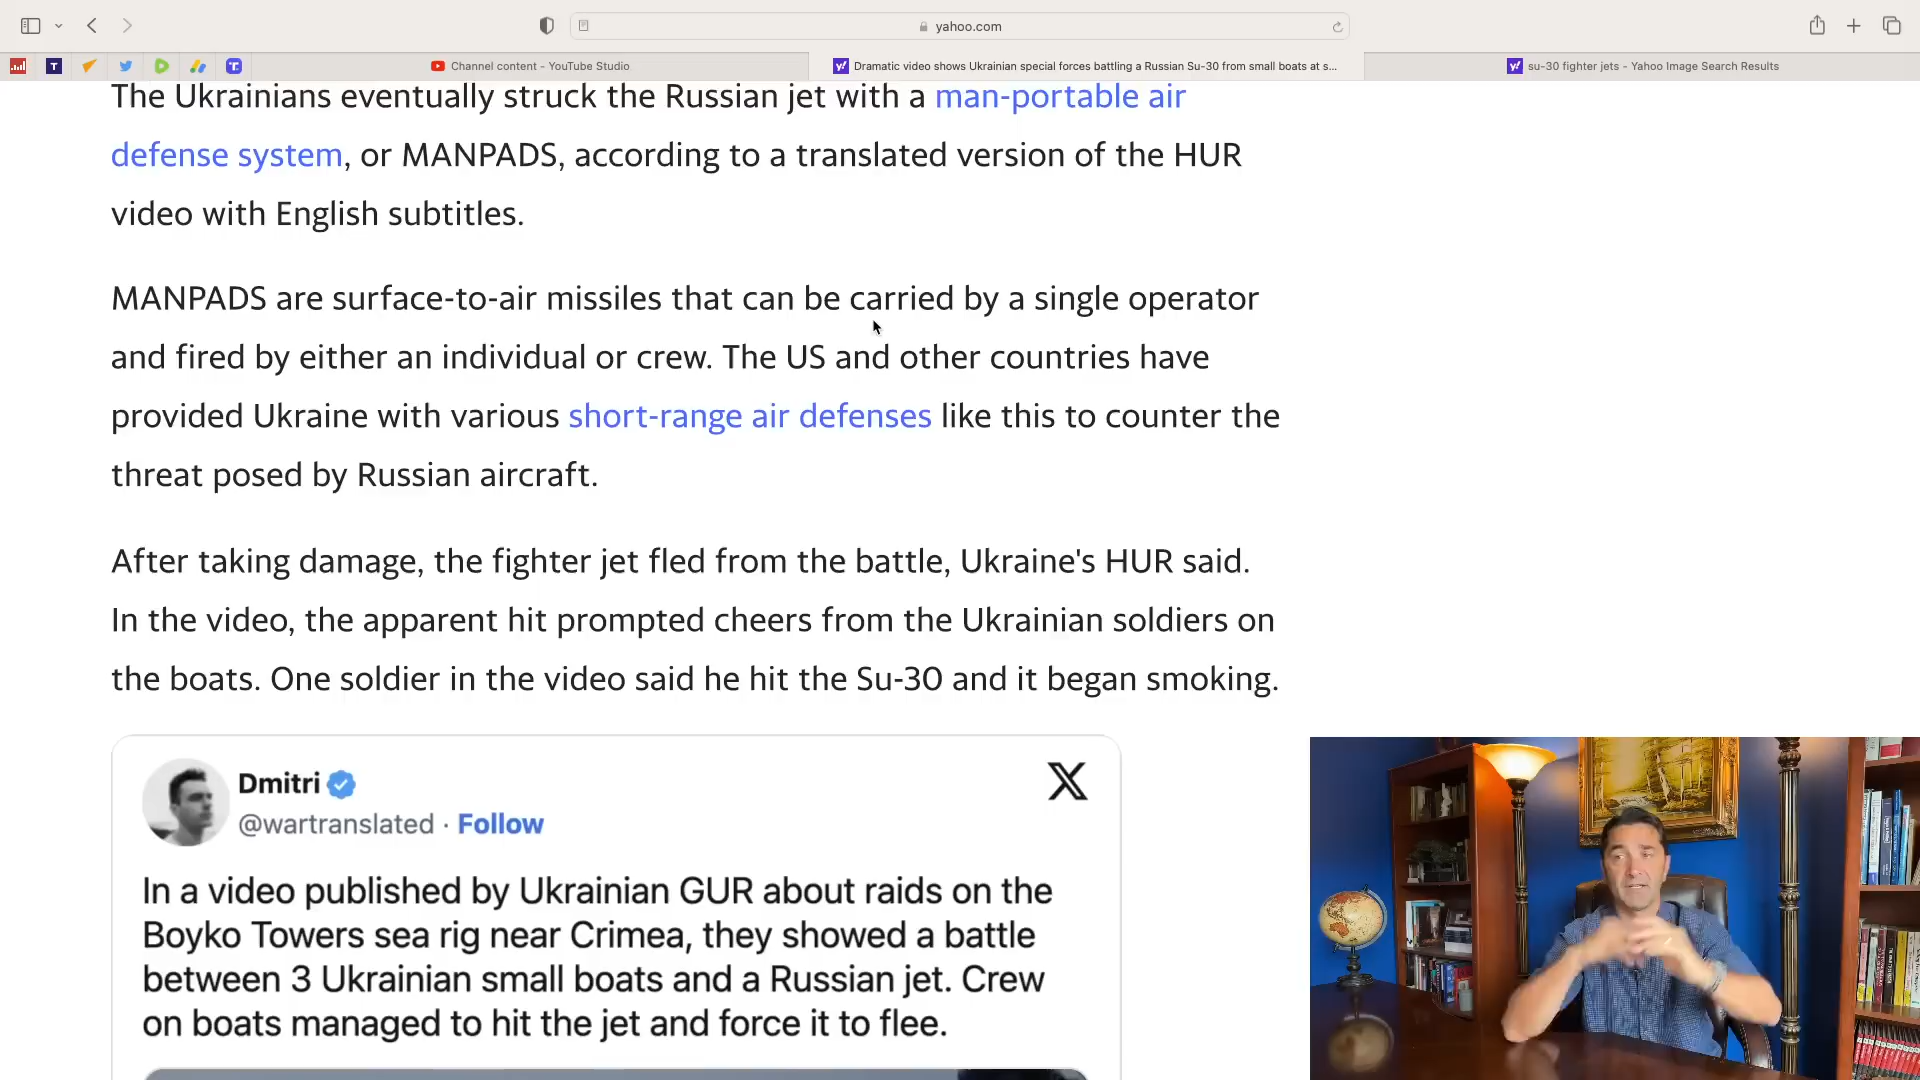 yahoo.com
Channel content - YouTube Studio
Dramatic video shows Ukrainian special forces battling a Russian Su-30 from small boats at s...
su-30 fighter jets - Yahoo Image Search Results
The Ukrainians eventually struck the Russian jet with a man-portable air
defense system, or MANPADS, according to a translated version of the HUR
video with English subtitles.
MANPADS are surface-to-air missiles that can be carried by a single operator
and fired by either an individual or crew. The US and other countries have
provided Ukraine with various short-range air defenses like this to counter the
threat posed by Russian aircraft.
After taking damage, the fighter jet fled from the battle, Ukraine's HUR said.
In the video, the apparent hit prompted cheers from the Ukrainian soldiers on
the boats. One soldier in the video said he hit the Su-30 and it began smoking.
Dmitri
@wartranslated · Follow
In a video published by Ukrainian GUR about raids on the
Boyko Towers sea rig near Crimea, they showed a battle
between 3 Ukrainian small boats and a Russian jet. Crew
on boats managed to hit the jet and force it to flee.